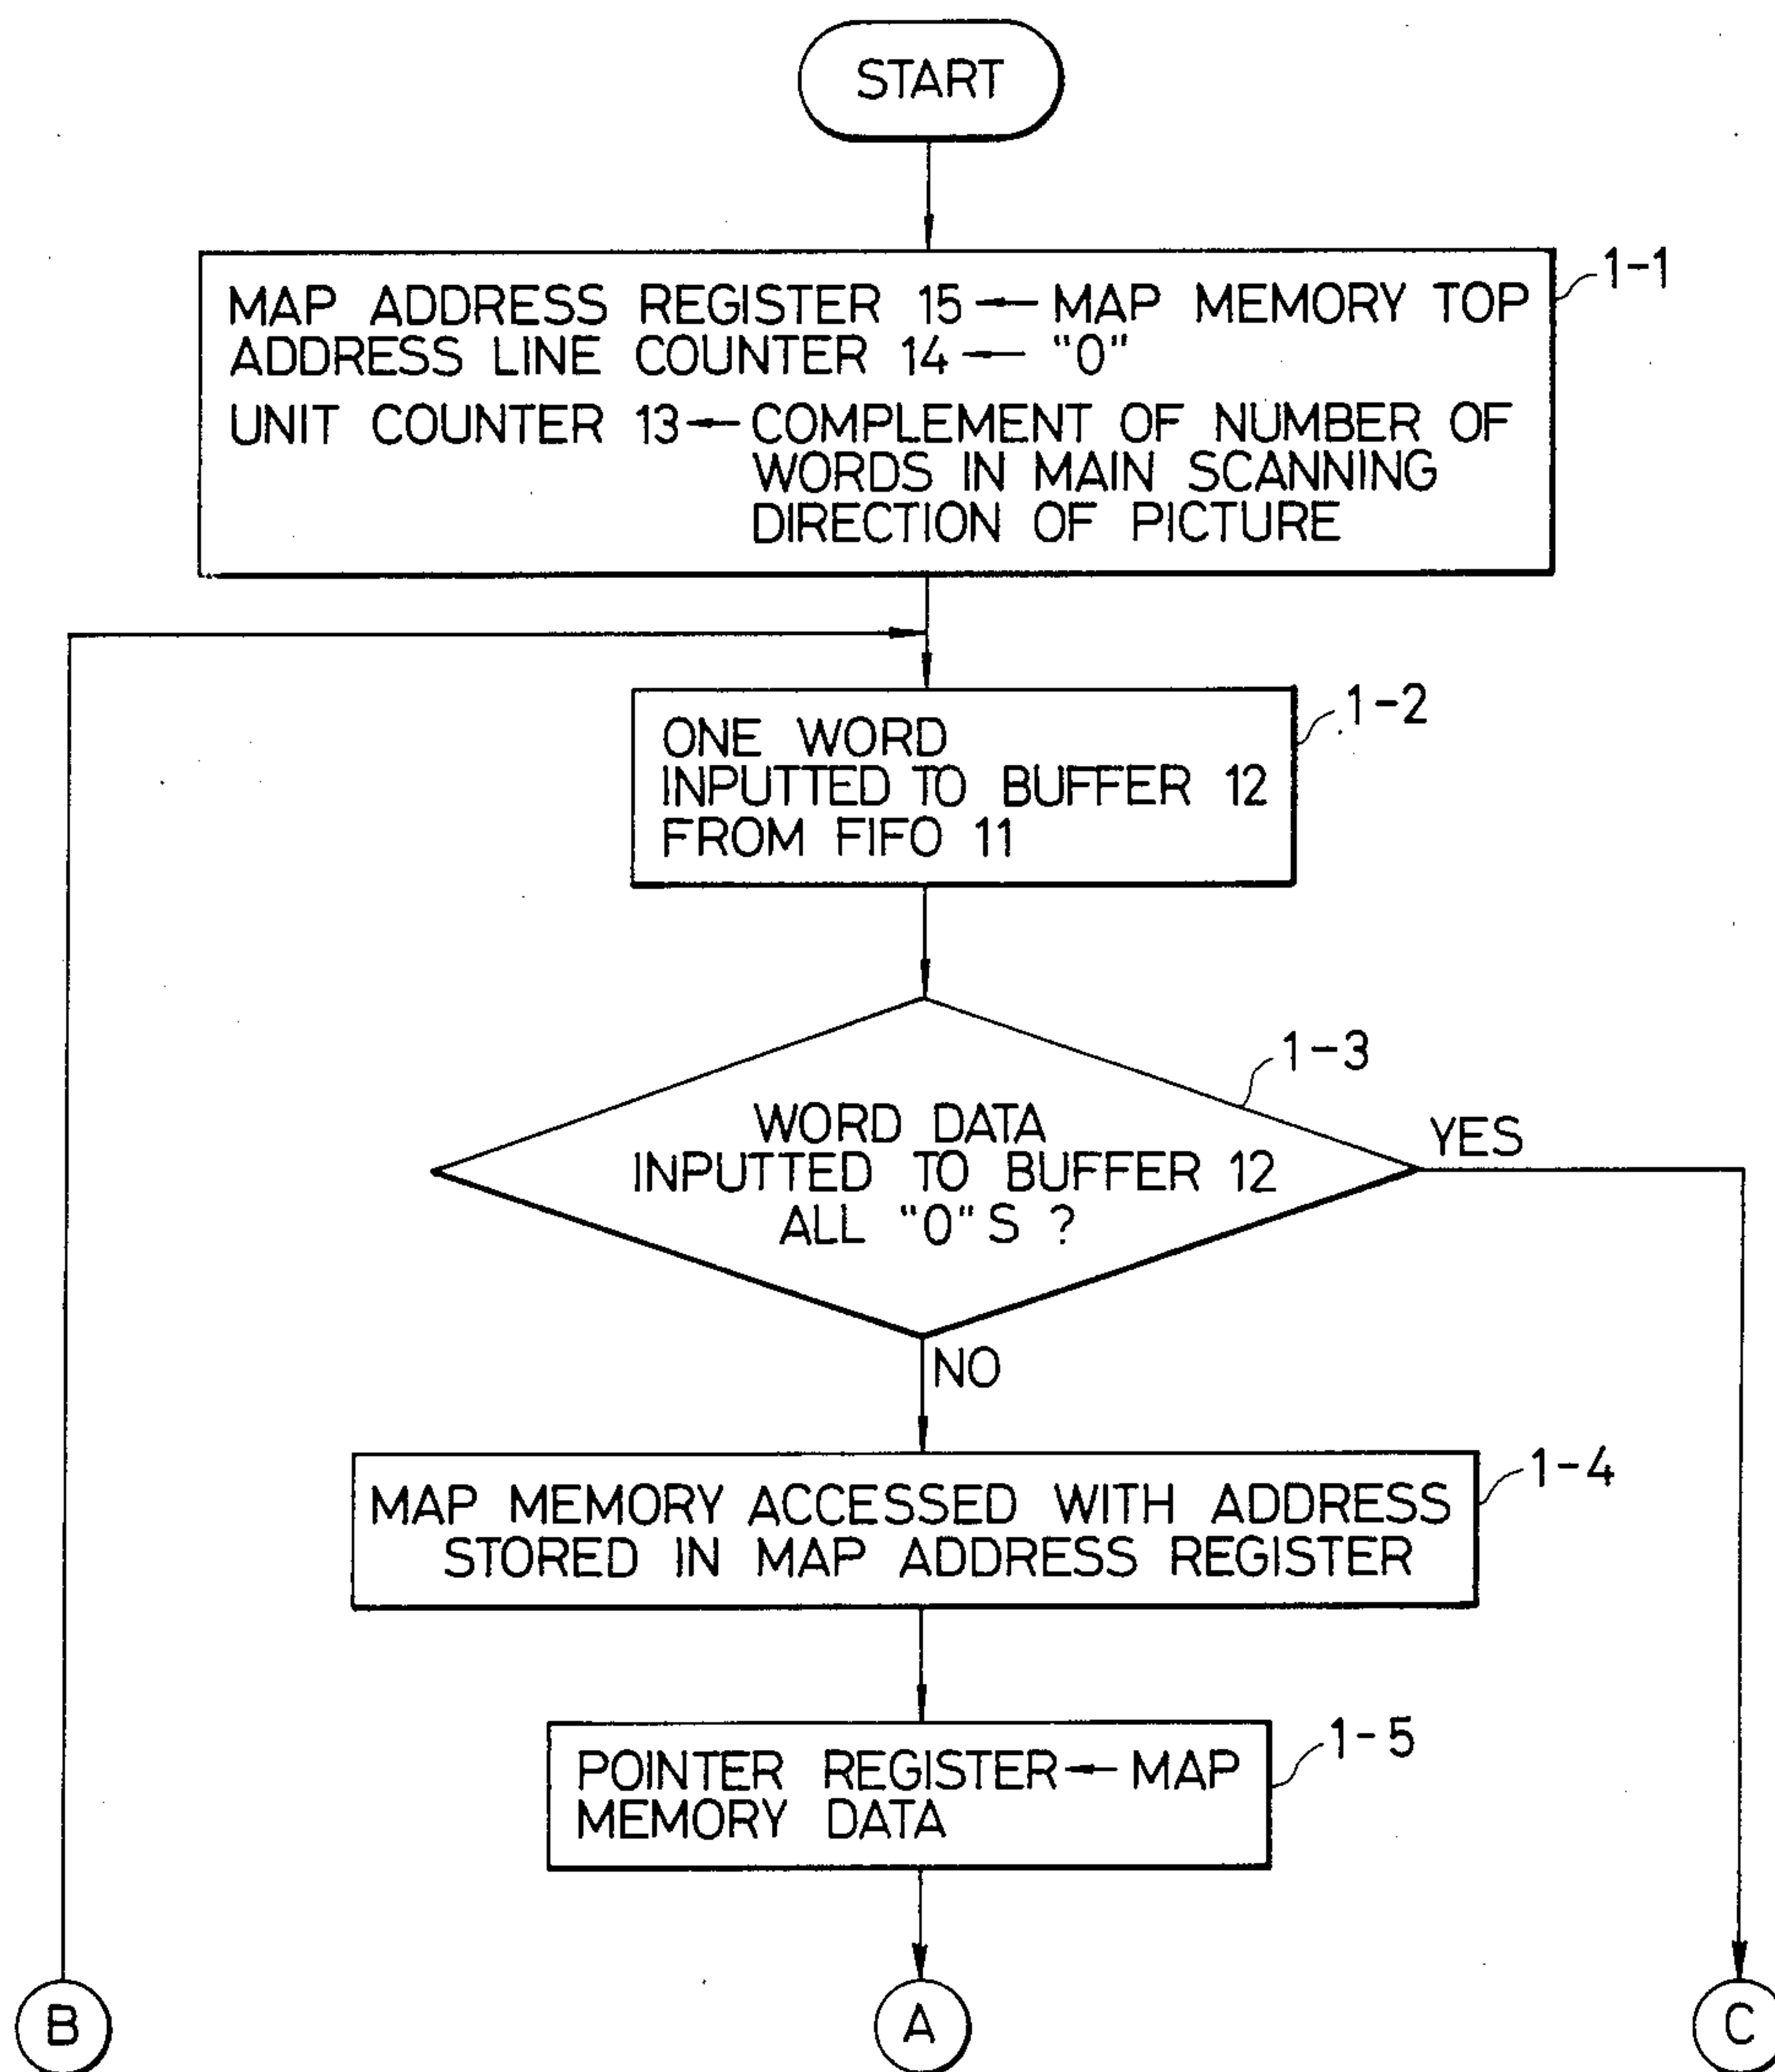 START
1-1
MAP ADDRESS REGISTER 15 ← MAP MEMORY TOP
ADDRESS LINE COUNTER 14 ← "0"
UNIT COUNTER 13 ← COMPLEMENT OF NUMBER OF
WORDS IN MAIN SCANNING
DIRECTION OF PICTURE
1-2
ONE WORD
INPUTTED TO BUFFER 12
FROM FIFO 11
1-3
WORD DATA
INPUTTED TO BUFFER 12
ALL "0"S ?
YES
NO
1-4
MAP MEMORY ACCESSED WITH ADDRESS
STORED IN MAP ADDRESS REGISTER
1-5
POINTER REGISTER ← MAP
MEMORY DATA
B
A
C